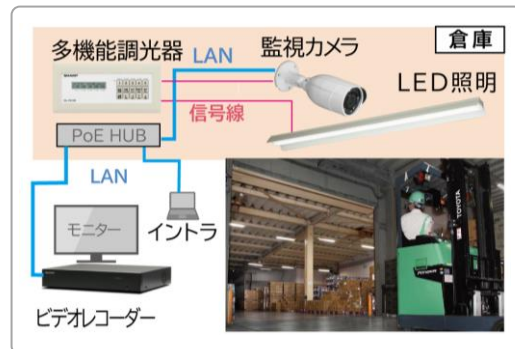 多機能調光器
LAN
監視カメラ
倉庫
LED照明
信号線
PoE HUB
LAN
モニター
イントラ
ビデオレコーダー
TOYOTA